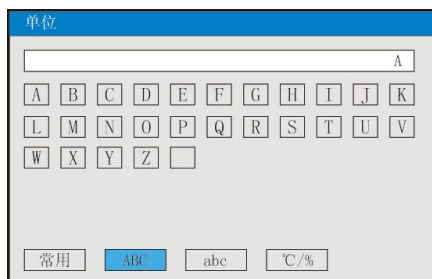 单位
A
A B C D E F G H I J K
L M N O P Q R S T U V
W X Y Z
常用 ABC abc ℃/%